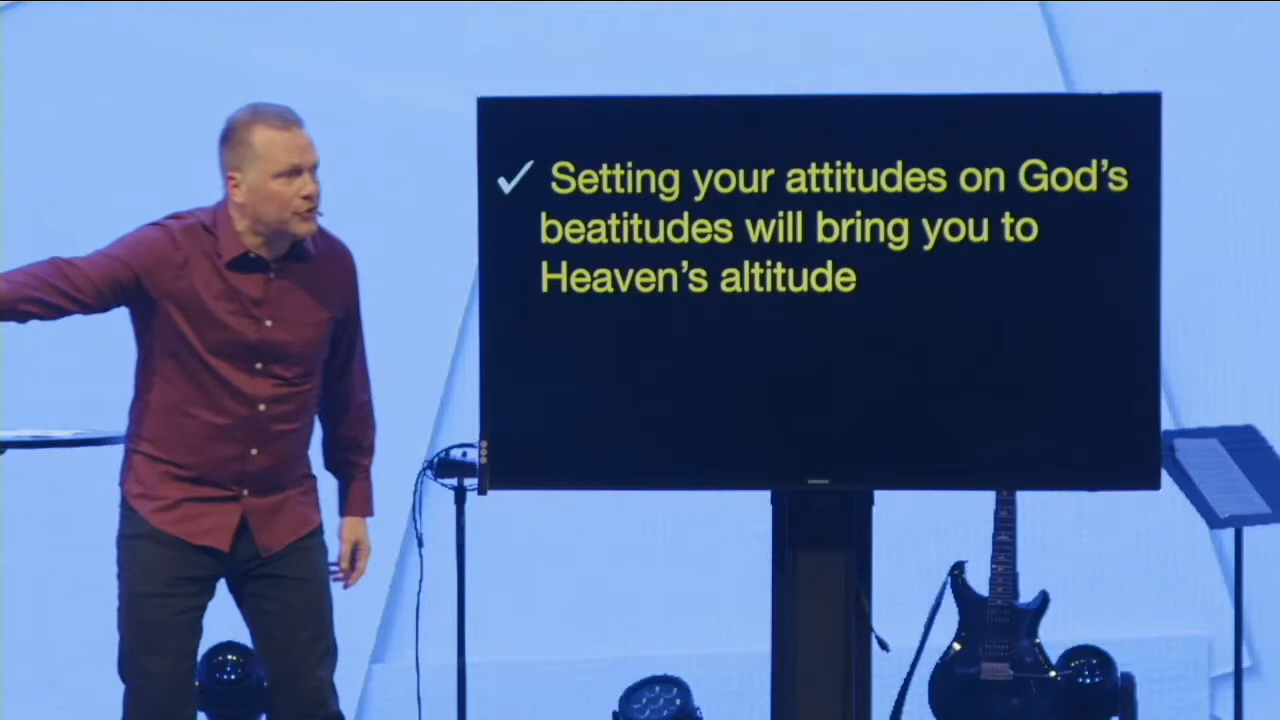 ✓ Setting your attitudes on God's
beatitudes will bring you to
Heaven's altitude